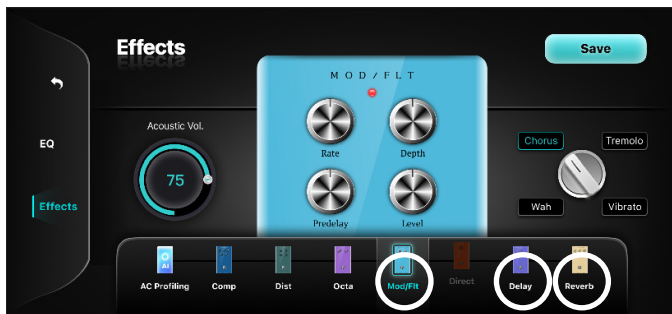 Effects
Save
MOD/FLT
EQ
Effects
Acoustic Vol.
75
Rate
Depth
Predelay
Level
Chorus
Tremolo
Wah
Vibrato
AI
AC Profiling
Comp
Dist
Octa
Mod/Flt
Direct
Delay
Reverb